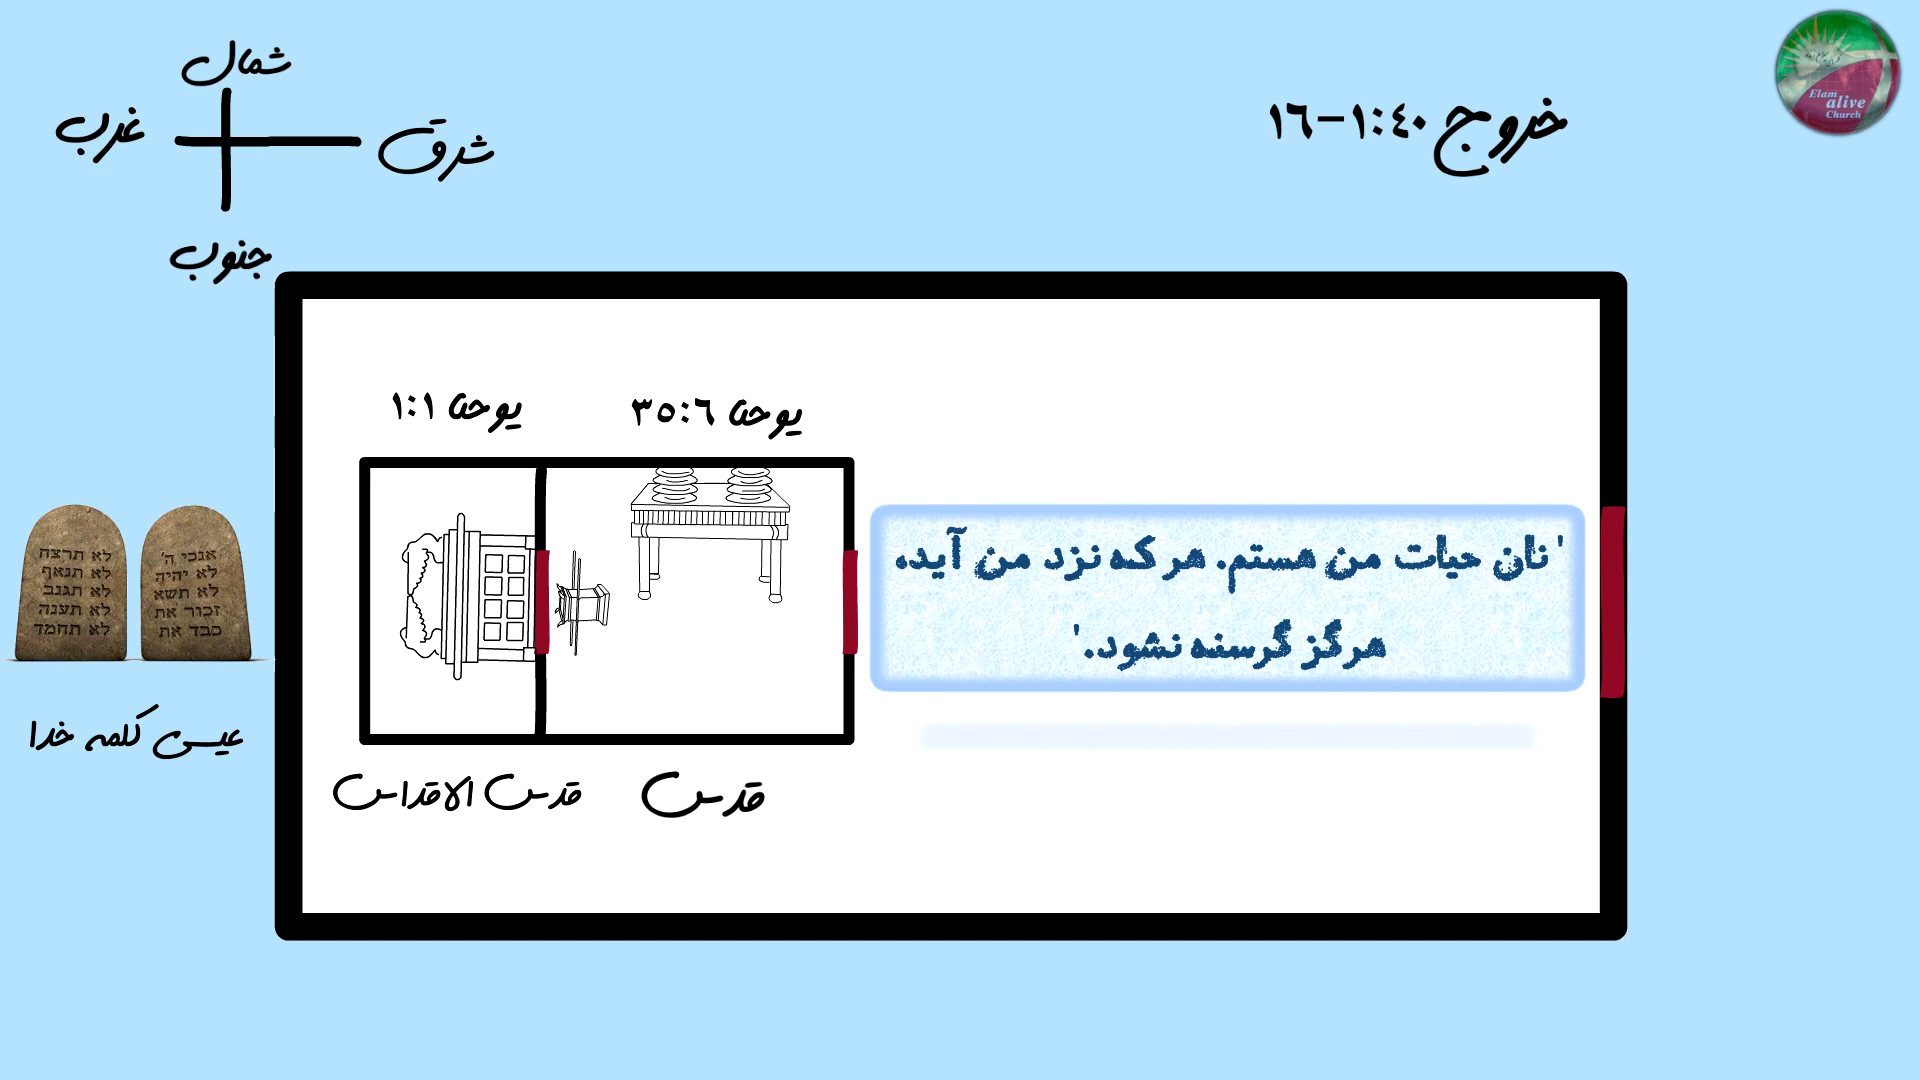 شمال
غرب
شرق
جنوب
خروج ۴۰:۱-۱۶
Elam
alive
Church
یوحنا ۱:۱
یوحنا ۶:۳۵
'نان حیات من هستم. هر که نزد من آید،
هرگز گرسنه نشود.'
אנכי ה'
לא יהיה
לא תשא
זכור את
כבד את
לא תרצח
לא תנאף
לא תגנב
לא תענה
לא תחמד
عیسی کلمه خدا
قدس
قدس الاقداس